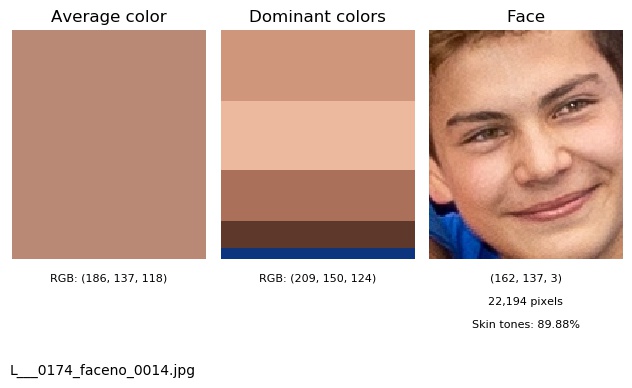 Average color
Dominant colors
Face
RGB: (186, 137, 118)
RGB: (209, 150, 124)
(162, 137, 3)
22,194 pixels
Skin tones: 89.88%
L___0174_faceno_0014.jpg